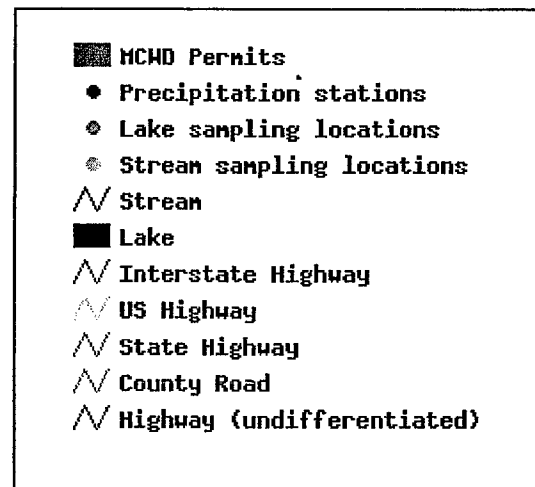 MCWD Permits
Precipitation stations
Lake sampling locations
Stream sampling locations
Stream
Lake
Interstate Highway
US Highway
State Highway
County Road
Highway (undifferentiated)